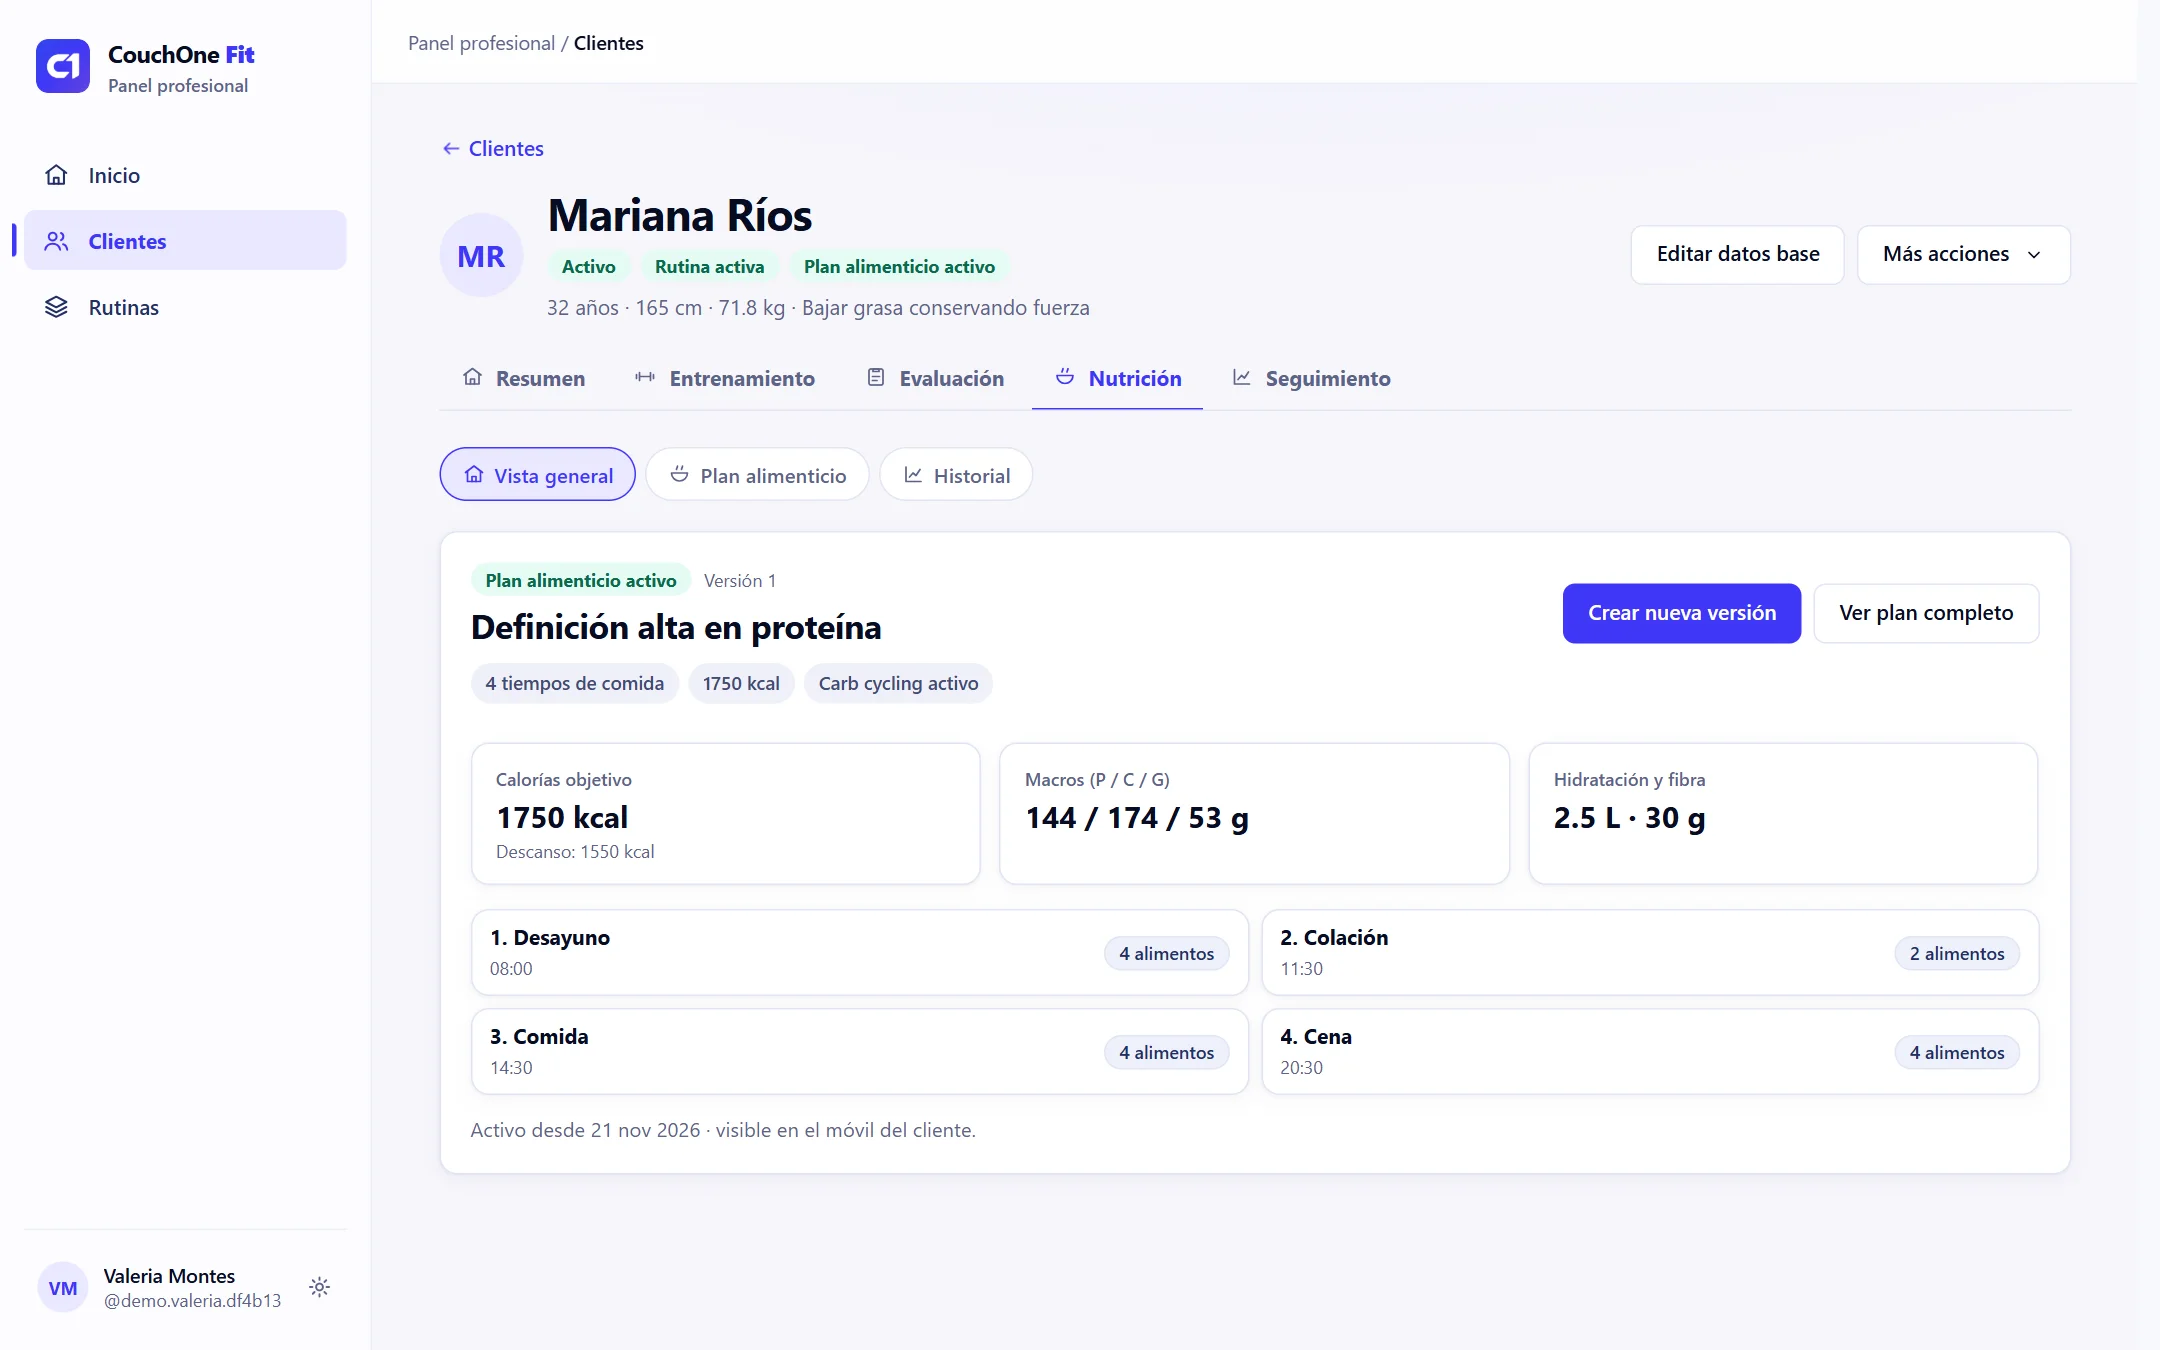 CouchOne Fit
Panel profesional
Inicio
Clientes
Rutinas
Valeria Montes
@demo.valeria.df4b13
VM
Panel profesional / Clientes
← Clientes
MR
Mariana Ríos
Activo Rutina activa Plan alimenticio activo
32 años · 165 cm · 71.8 kg · Bajar grasa conservando fuerza
Editar datos base
Más acciones
Resumen Entrenamiento Evaluación Nutrición Seguimiento
Vista general Plan alimenticio Historial
Plan alimenticio activo Versión 1
Definición alta en proteína
4 tiempos de comida 1750 kcal Carb cycling activo
Crear nueva versión
Ver plan completo
Calorías objetivo
1750 kcal
Descanso: 1550 kcal
Macros (P / C / G)
144 / 174 / 53 g
Hidratación y fibra
2.5 L · 30 g
1. Desayuno
08:00
4 alimentos
2. Colación
11:30
2 alimentos
3. Comida
14:30
4 alimentos
4. Cena
20:30
4 alimentos
Activo desde 21 nov 2026 · visible en el móvil del cliente.